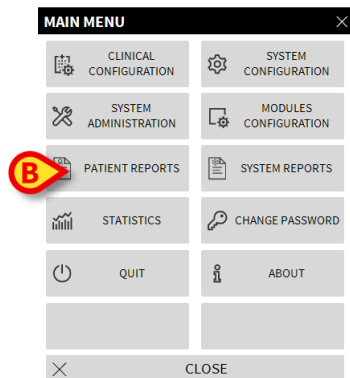 MAIN MENU
CLINICAL
CONFIGURATION
SYSTEM
CONFIGURATION
SYSTEM
ADMINISTRATION
MODULES
CONFIGURATION
B
PATIENT REPORTS
SYSTEM REPORTS
STATISTICS
CHANGE PASSWORD
QUIT
ABOUT
CLOSE